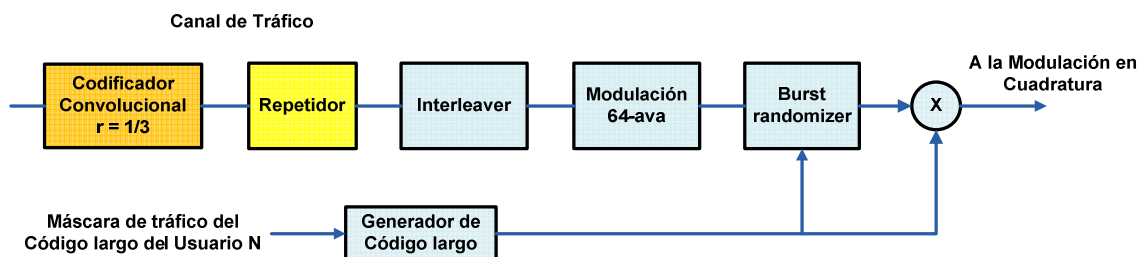 Canal de Tráfico
Codificador
Convolucional
r = 1/3
Repetidor
Interleaver
Modulación
64-ava
Burst
randomizer
X
A la Modulación en
Cuadratura
Máscara de tráfico del
Código largo del Usuario N
Generador de
Código largo